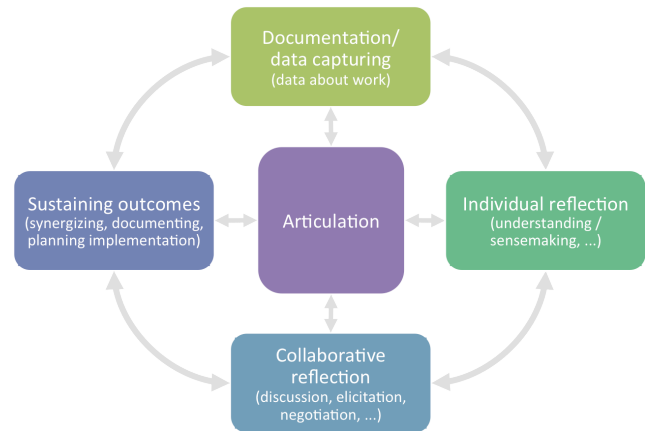 Documentation/
data capturing
(data about work)
Sustaining outcomes
(synergizing, documenting,
planning implementation)
Articulation
Individual reflection
(understanding /
sensemaking, ...)
Collaborative
reflection
(discussion, elicitation,
negotiation, ...)